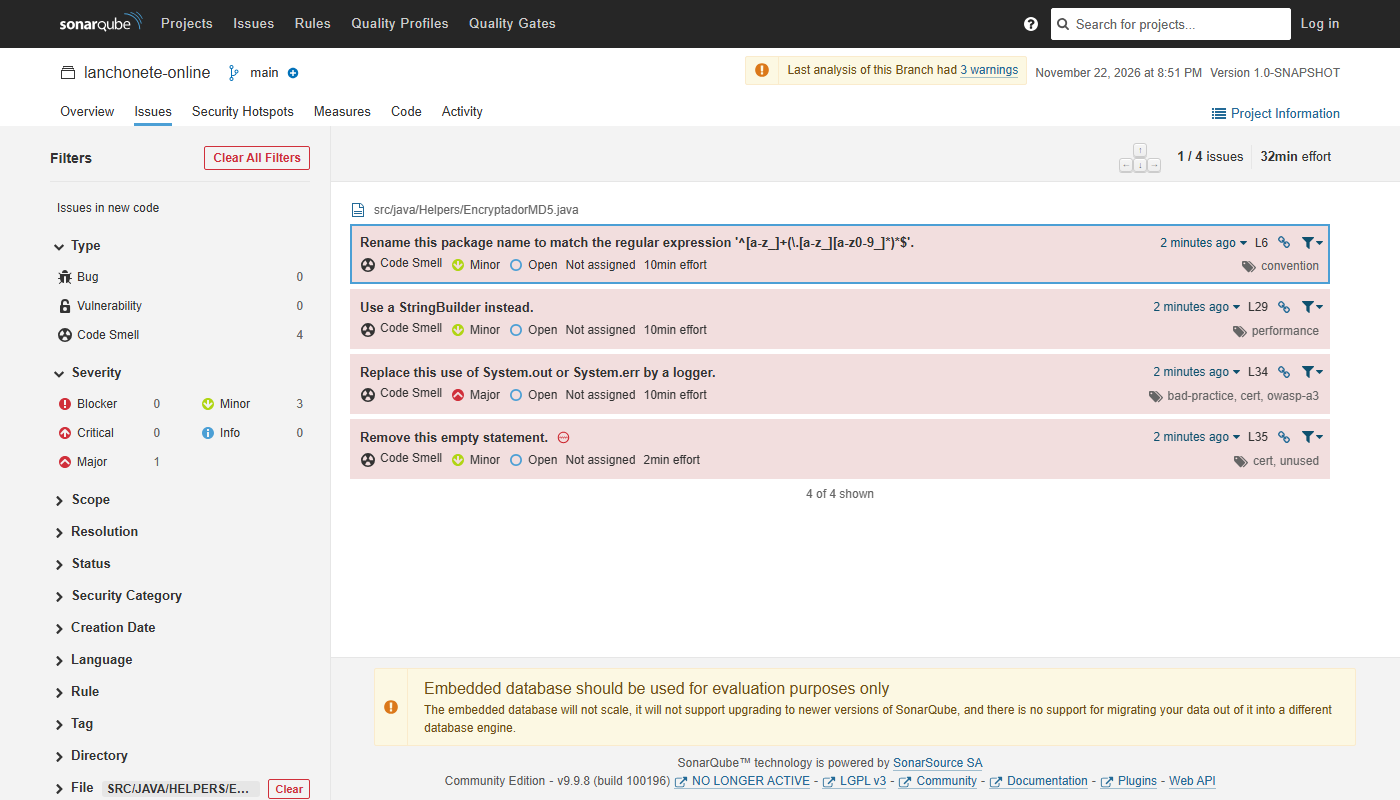 sonarqube Projects Issues Rules Quality Profiles Quality Gates ? Search for projects... Log in
lanchonete-online main Last analysis of this Branch had 3 warnings November 22, 2026 at 8:51 PM Version 1.0-SNAPSHOT
Overview Issues Security Hotspots Measures Code Activity Project Information
Filters Clear All Filters 1 / 4 issues 32min effort
Issues in new code
Type
Bug 0
Vulnerability 0
Code Smell 4
Severity
Blocker 0 Minor 3
Critical 0 Info 0
Major 1
Scope
Resolution
Status
Security Category
Creation Date
Language
Rule
Tag
Directory
File SRC/JAVA/HELPERS/E... Clear
src/java/Helpers/EncryptadorMD5.java
Rename this package name to match the regular expression '^[a-z_]+(\.[a-z_][a-z0-9_]*)*$'. 2 minutes ago L6
Code Smell Minor Open Not assigned 10min effort convention
Use a StringBuilder instead. 2 minutes ago L29
Code Smell Minor Open Not assigned 10min effort performance
Replace this use of System.out or System.err by a logger. 2 minutes ago L34
Code Smell Major Open Not assigned 10min effort bad-practice, cert, owasp-a3
Remove this empty statement. 2 minutes ago L35
Code Smell Minor Open Not assigned 2min effort cert, unused
4 of 4 shown
Embedded database should be used for evaluation purposes only
The embedded database will not scale, it will not support upgrading to newer versions of SonarQube, and there is no support for migrating your data out of it into a different
database engine.
SonarQube™ technology is powered by SonarSource SA
Community Edition - v9.9.8 (build 100196) NO LONGER ACTIVE - LGPL v3 - Community - Documentation - Plugins - Web API